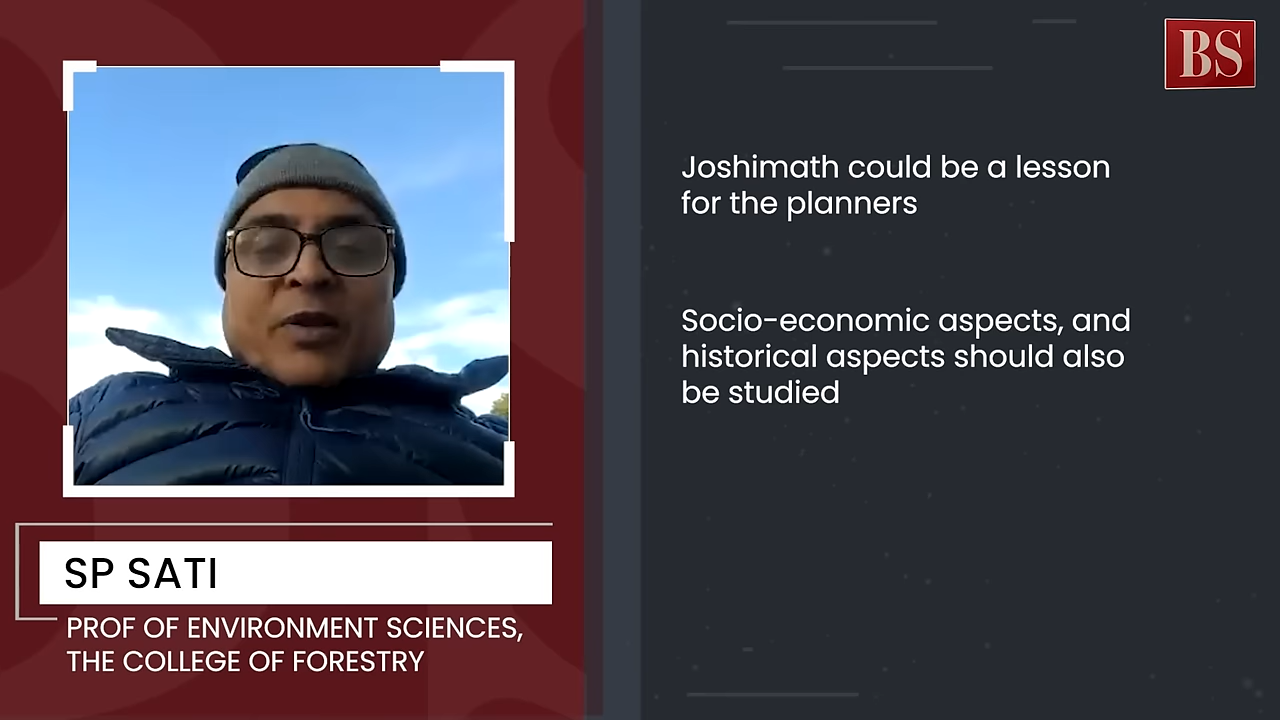 BS
Joshimath could be a lesson
for the planners
Socio-economic aspects, and
historical aspects should also
be studied
SP SATI
PROF OF ENVIRONMENT SCIENCES,
THE COLLEGE OF FORESTRY